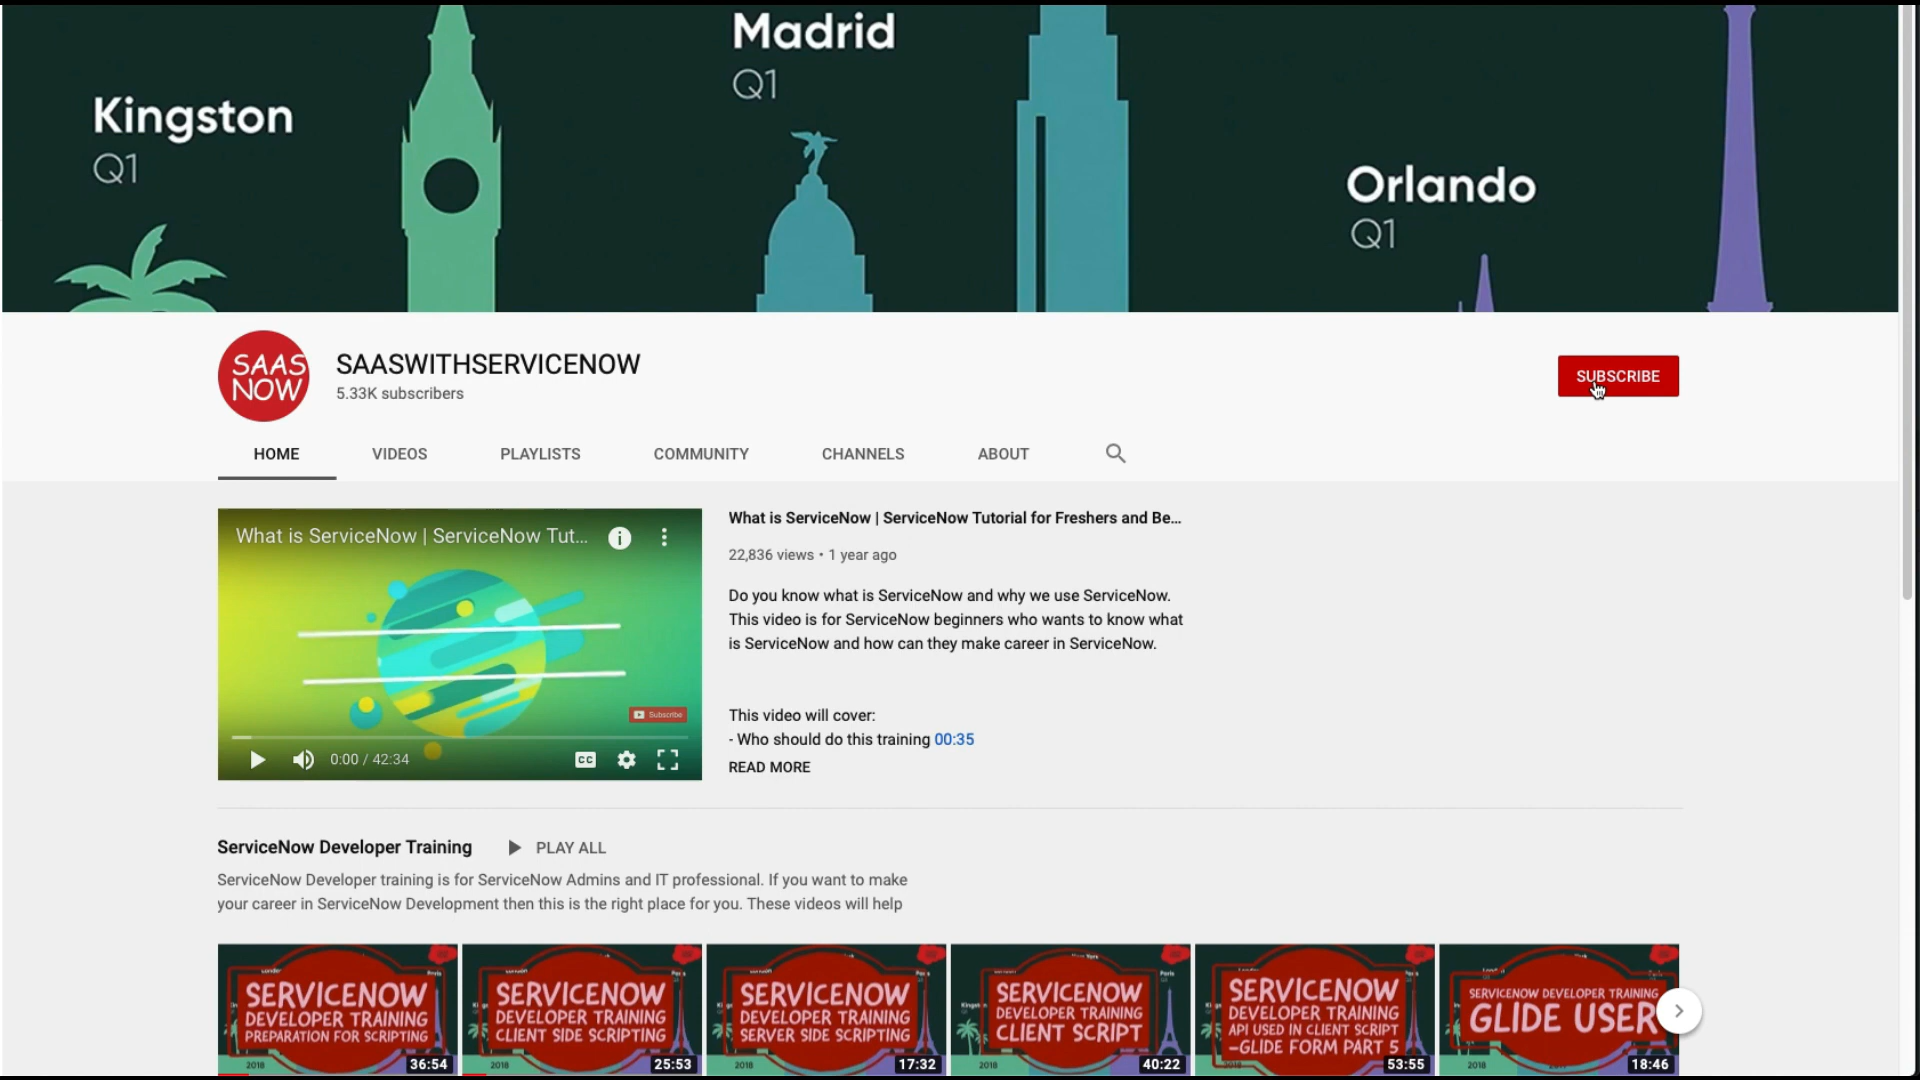 Madrid
Q1
Kingston
Q1
Orlando
Q1
SAAS
NOW
SAASWITHSERVICENOW
5.33K subscribers
SUBSCRIBE
HOME VIDEOS PLAYLISTS COMMUNITY CHANNELS ABOUT
What is ServiceNow | ServiceNow Tut...
Subscribe
0:00 / 42:34
CC
What is ServiceNow | ServiceNow Tutorial for Freshers and Be...
22,836 views • 1 year ago
Do you know what is ServiceNow and why we use ServiceNow.
This video is for ServiceNow beginners who wants to know what
is ServiceNow and how can they make career in ServiceNow.
This video will cover:
- Who should do this training 00:35
READ MORE
ServiceNow Developer Training PLAY ALL
ServiceNow Developer training is for ServiceNow Admins and IT professional. If you want to make
your career in ServiceNow Development then this is the right place for you. These videos will help
SERVICENOW
DEVELOPER TRAINING
PREPARATION FOR SCRIPTING
2018
36:54
SERVICENOW
DEVELOPER TRAINING
CLIENT SIDE SCRIPTING
2018
25:53
SERVICENOW
DEVELOPER TRAINING
SERVER SIDE SCRIPTING
2018
17:32
SERVICENOW
DEVELOPER TRAINING
CLIENT SCRIPT
2018
40:22
SERVICENOW
DEVELOPER TRAINING
API USED IN CLIENT SCRIPT
-GLIDE FORM PART 5
2018
53:55
SERVICENOW DEVELOPER TRAINING
GLIDE USER
2018
18:46